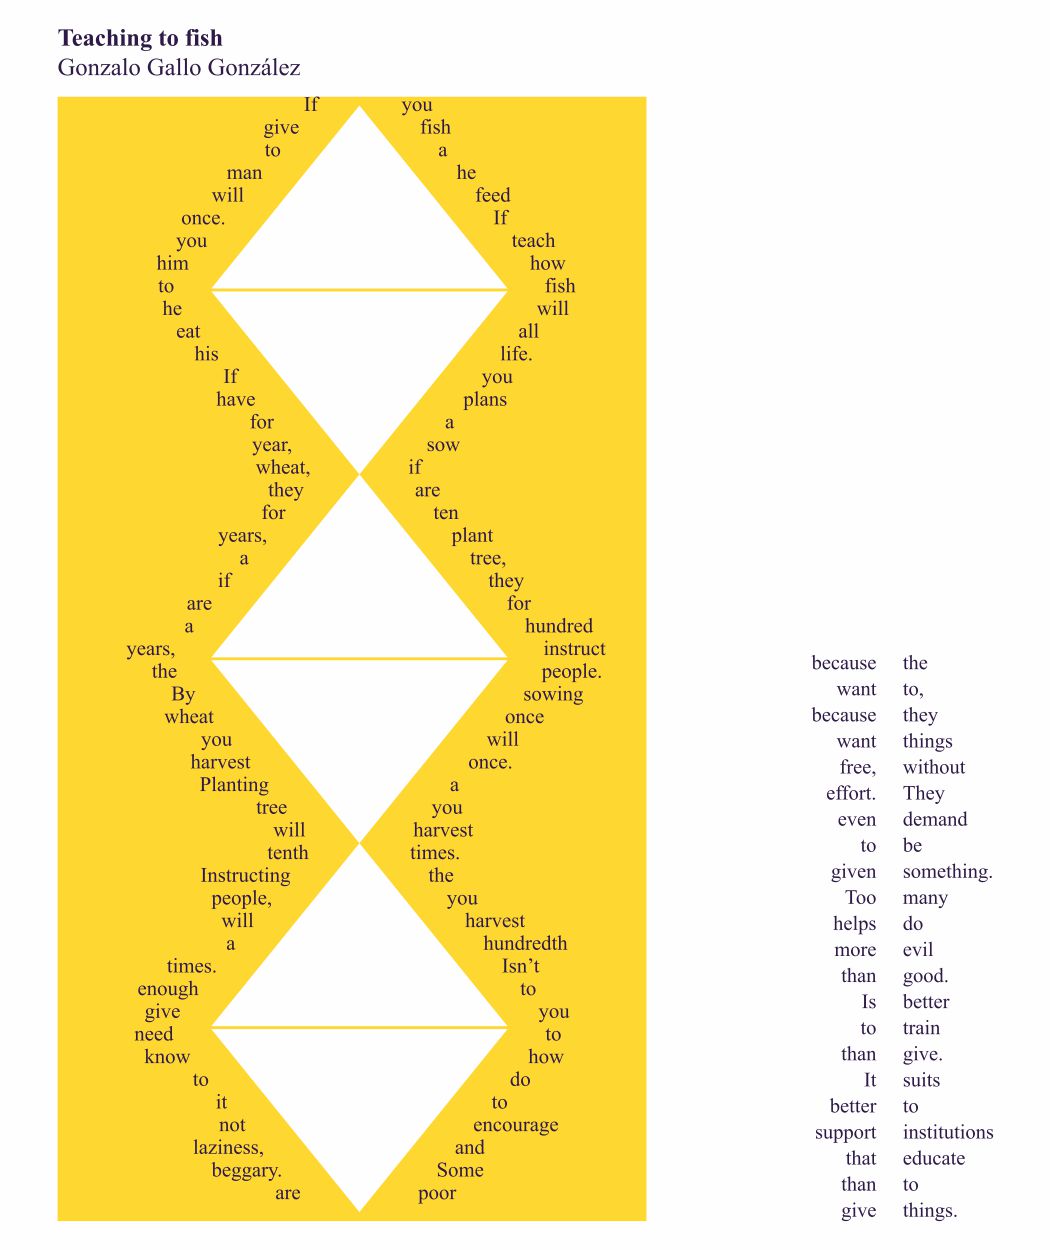 Teaching to fish
Gonzalo Gallo González
If you
give fish
to a
man he
will feed
once. If
you teach
him how
to fish
he will
eat all
his life.
If you
have plans
for a
year, sow
wheat, if
they are
for ten
years, plant
a tree,
if they
are for
a hundred
years, instruct
the people.
By sowing
wheat once
you will
harvest once.
Planting a
tree you
will harvest
tenth times.
Instructing the
people, you
will harvest
a hundredth
times. Isn’t
enough to
give you
need to
know how
to do
it to
not encourage
laziness, and
beggary. Some
are poor
because the
want to,
because they
want things
free, without
effort. They
even demand
to be
given something.
Too many
helps do
more evil
than good.
Is better
to train
than give.
It suits
better to
support institutions
that educate
than to
give things.